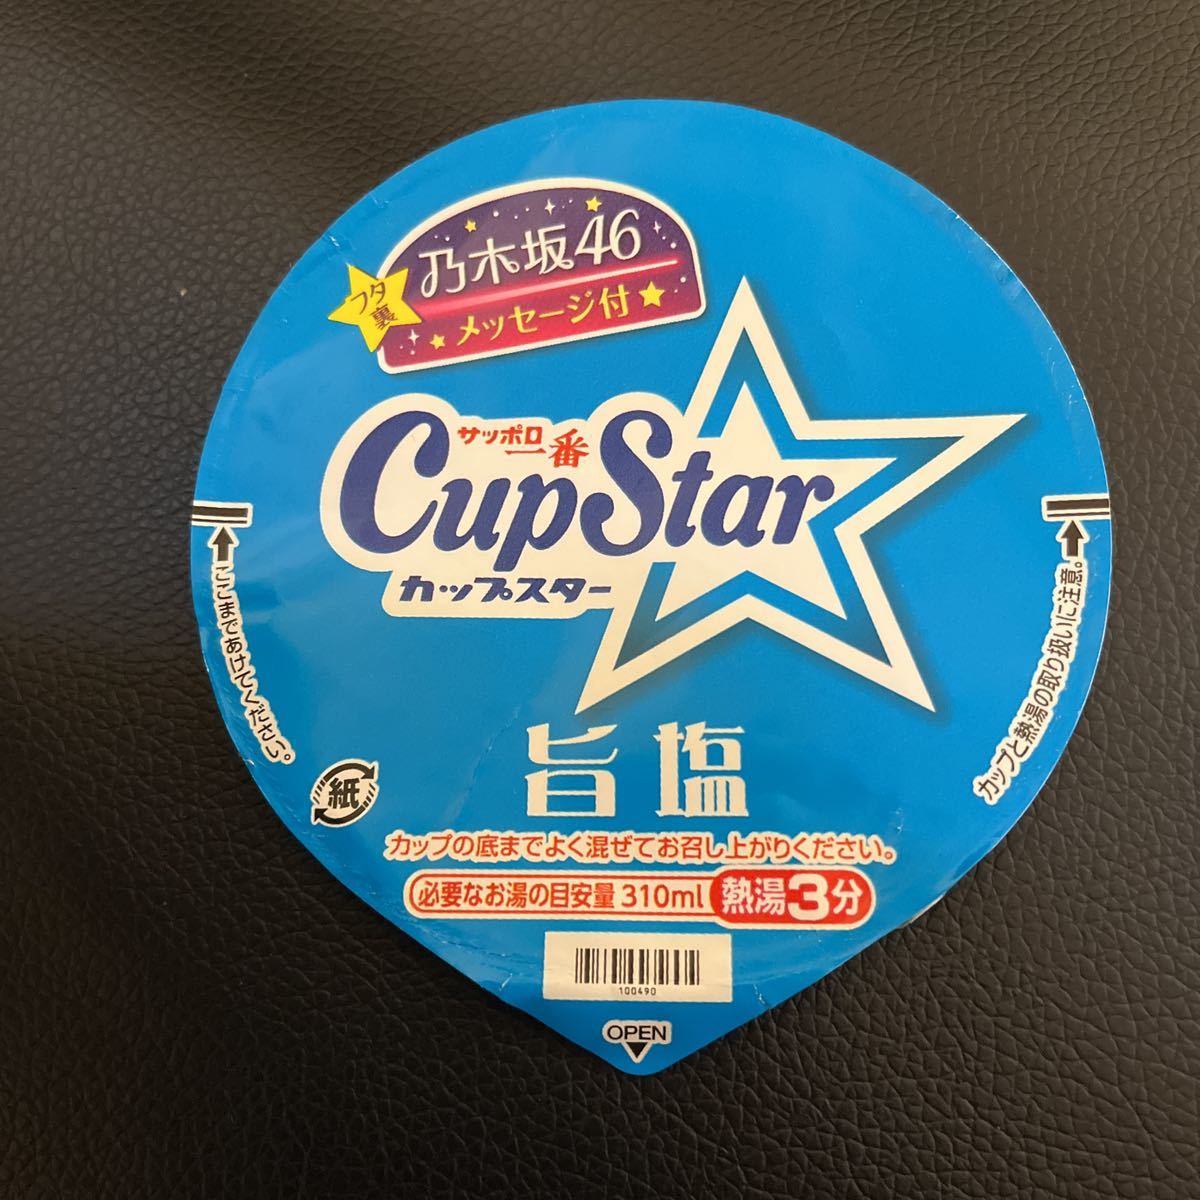 乃木坂46
フタ
裏
メッセージ付
サッポロ
一番
CupStar
カップスター
ここまであけてください。
カップと熱湯の取り扱いに注意。
旨塩
紙
カップの底までよく混ぜてお召し上がりください。
必要なお湯の目安量 310ml 熱湯3分
100490
OPEN